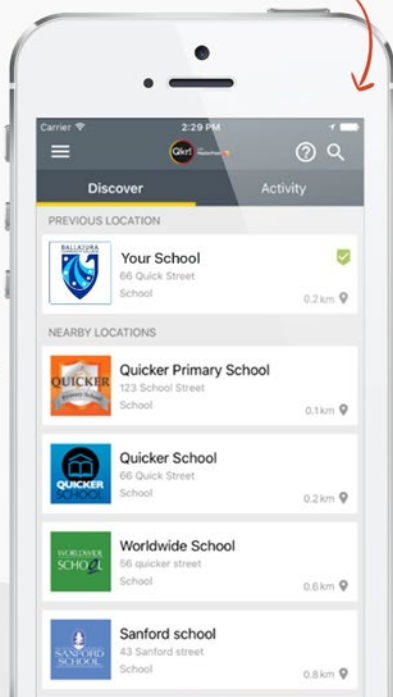 Carrier
2:29 PM
Qkr!
Discover
Activity
PREVIOUS LOCATION
BALLAJURA
Your School
66 Quick Street
School
0.2 km
NEARBY LOCATIONS
QUICKER
Primary School
Quicker Primary School
123 School Street
School
0.1 km
QUICKER
SCHOOL
Quicker School
66 Quick Street
School
0.2 km
WORLDWIDE
SCHOOL
Worldwide School
56 quicker street
School
0.6 km
SANFORD
SCHOOL
Sanford school
43 Sanford street
School
0.8 km